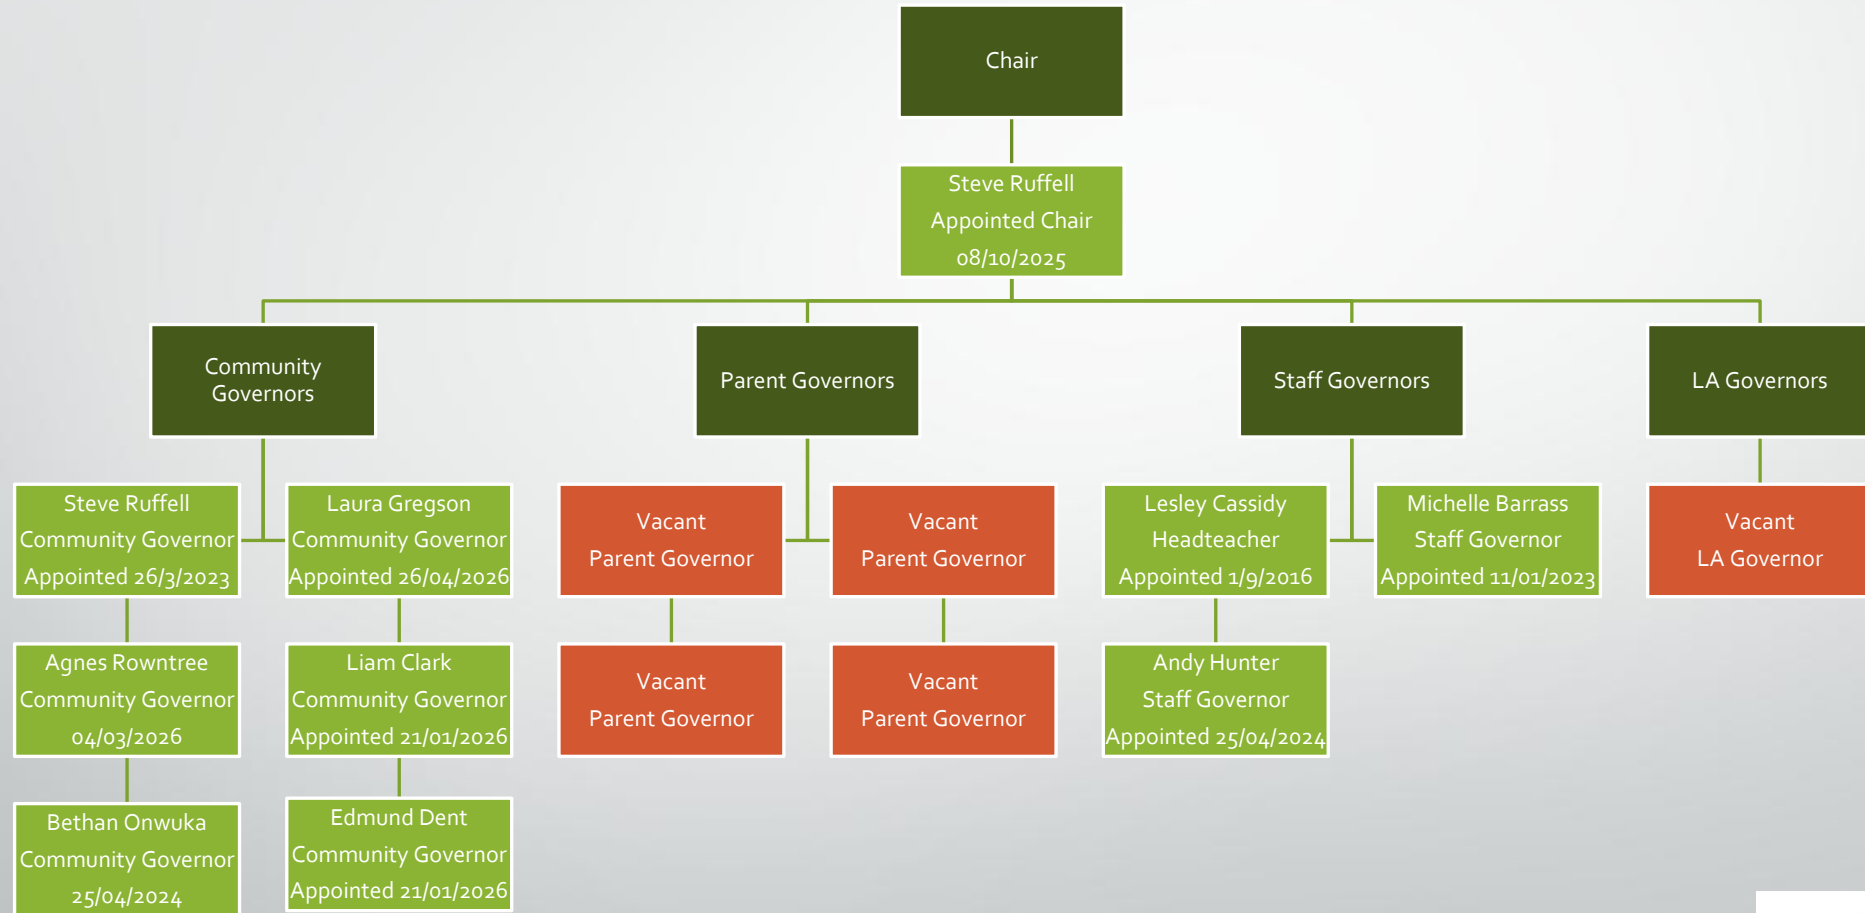 Chair
Steve Ruffell
Appointed Chair
08/10/2025
Community
Governors
Parent Governors
Staff Governors
LA Governors
Steve Ruffell
Community Governor
Appointed 26/3/2023
Laura Gregson
Community Governor
Appointed 26/04/2026
Vacant
Parent Governor
Vacant
Parent Governor
Lesley Cassidy
Headteacher
Appointed 1/9/2016
Michelle Barrass
Staff Governor
Appointed 11/01/2023
Vacant
LA Governor
Agnes Rowntree
Community Governor
04/03/2026
Liam Clark
Community Governor
Appointed 21/01/2026
Vacant
Parent Governor
Vacant
Parent Governor
Andy Hunter
Staff Governor
Appointed 25/04/2024
Bethan Onwuka
Community Governor
25/04/2024
Edmund Dent
Community Governor
Appointed 21/01/2026